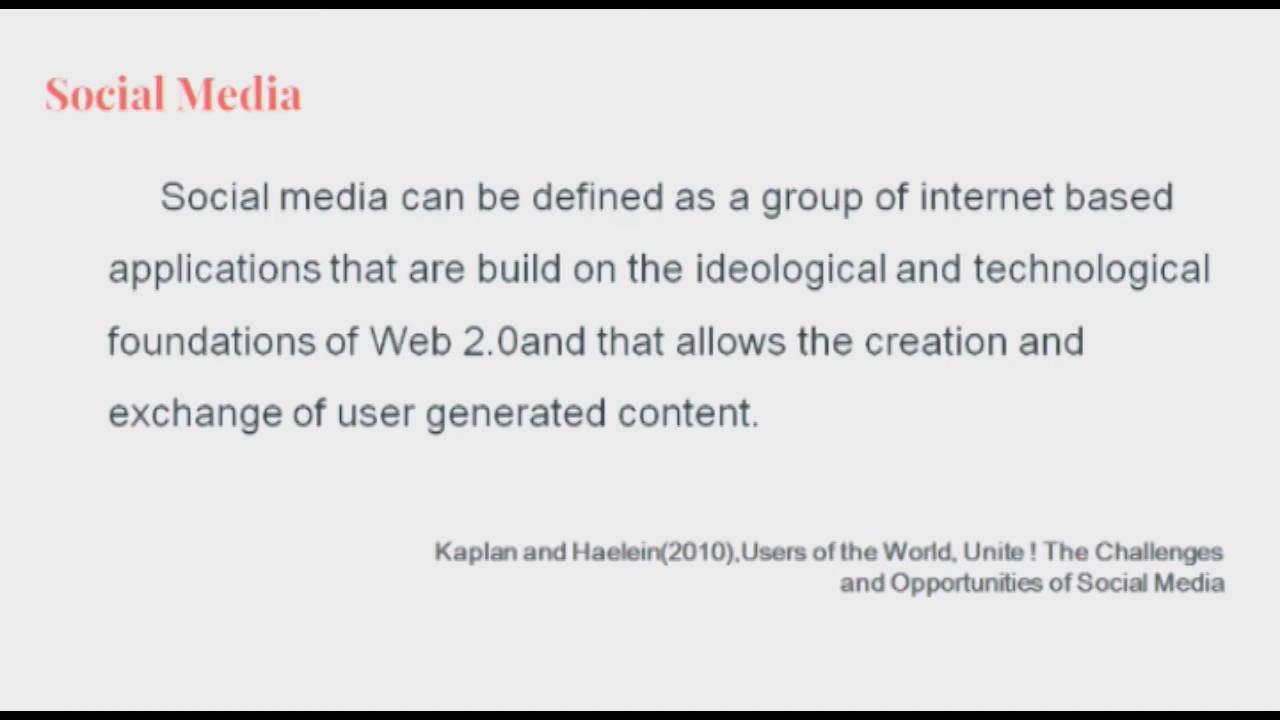 Social Media
Social media can be defined as a group of internet based
applications that are build on the ideological and technological
foundations of Web 2.0and that allows the creation and
exchange of user generated content.
Kaplan and Haelein(2010),Users of the World, Unite ! The Challenges
and Opportunities of Social Media